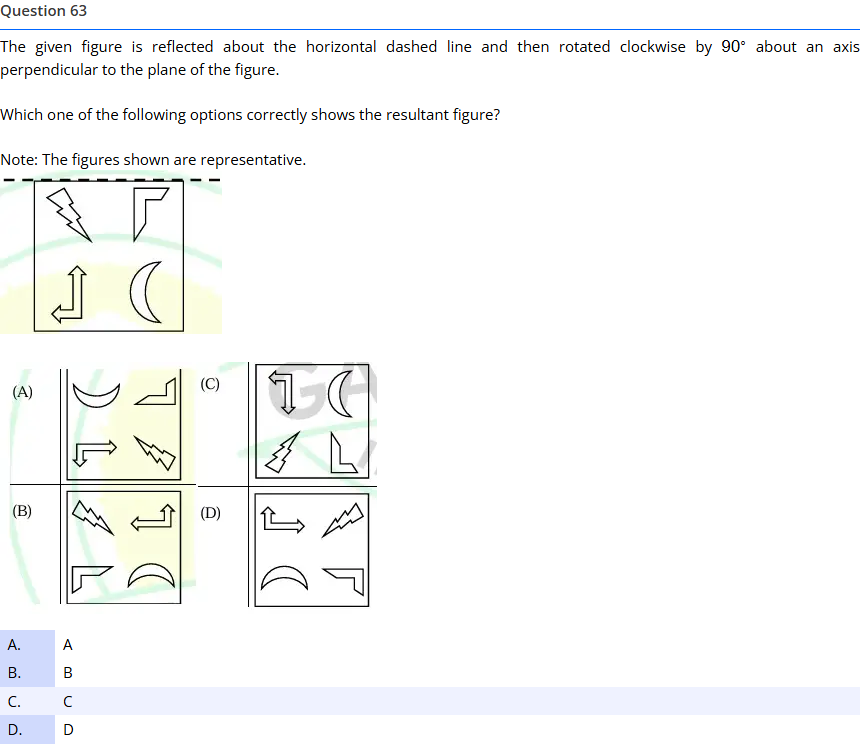 Question 63
The given figure is reflected about the horizontal dashed line and then rotated clockwise by 90° about an axis
perpendicular to the plane of the figure.
Which one of the following options correctly shows the resultant figure?
Note: The figures shown are representative.
(A)
(C)
GA
(B)
(D)
A. A
B. B
C. C
D. D